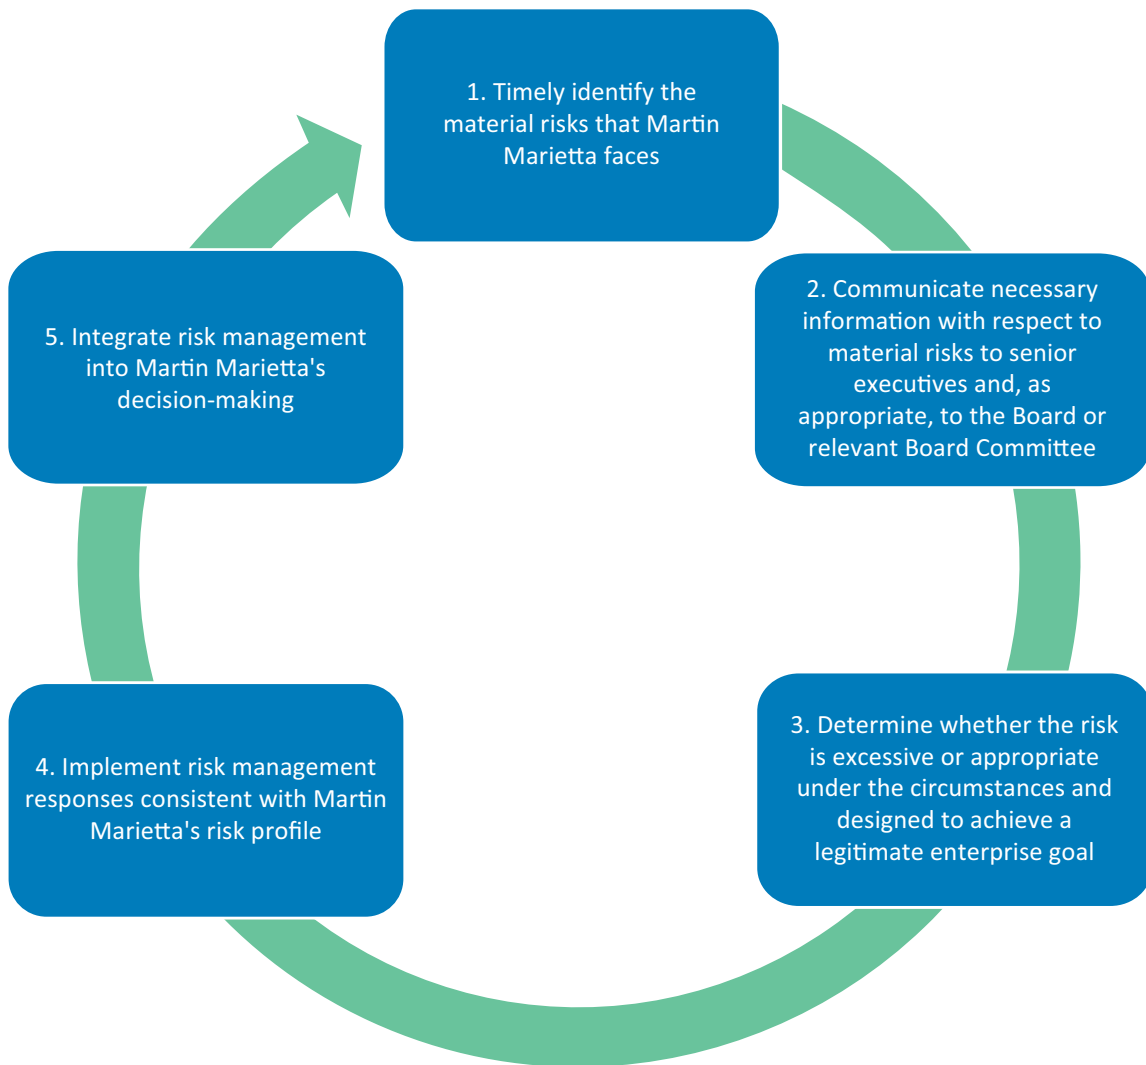 1. Timely identify the
material risks that Martin
Marietta faces
2. Communicate necessary
information with respect to
material risks to senior
executives and, as
appropriate, to the Board or
relevant Board Committee
3. Determine whether the risk
is excessive or appropriate
under the circumstances and
designed to achieve a
legitimate enterprise goal
4. Implement risk management
responses consistent with Martin
Marietta's risk profile
5. Integrate risk management
into Martin Marietta's
decision-making